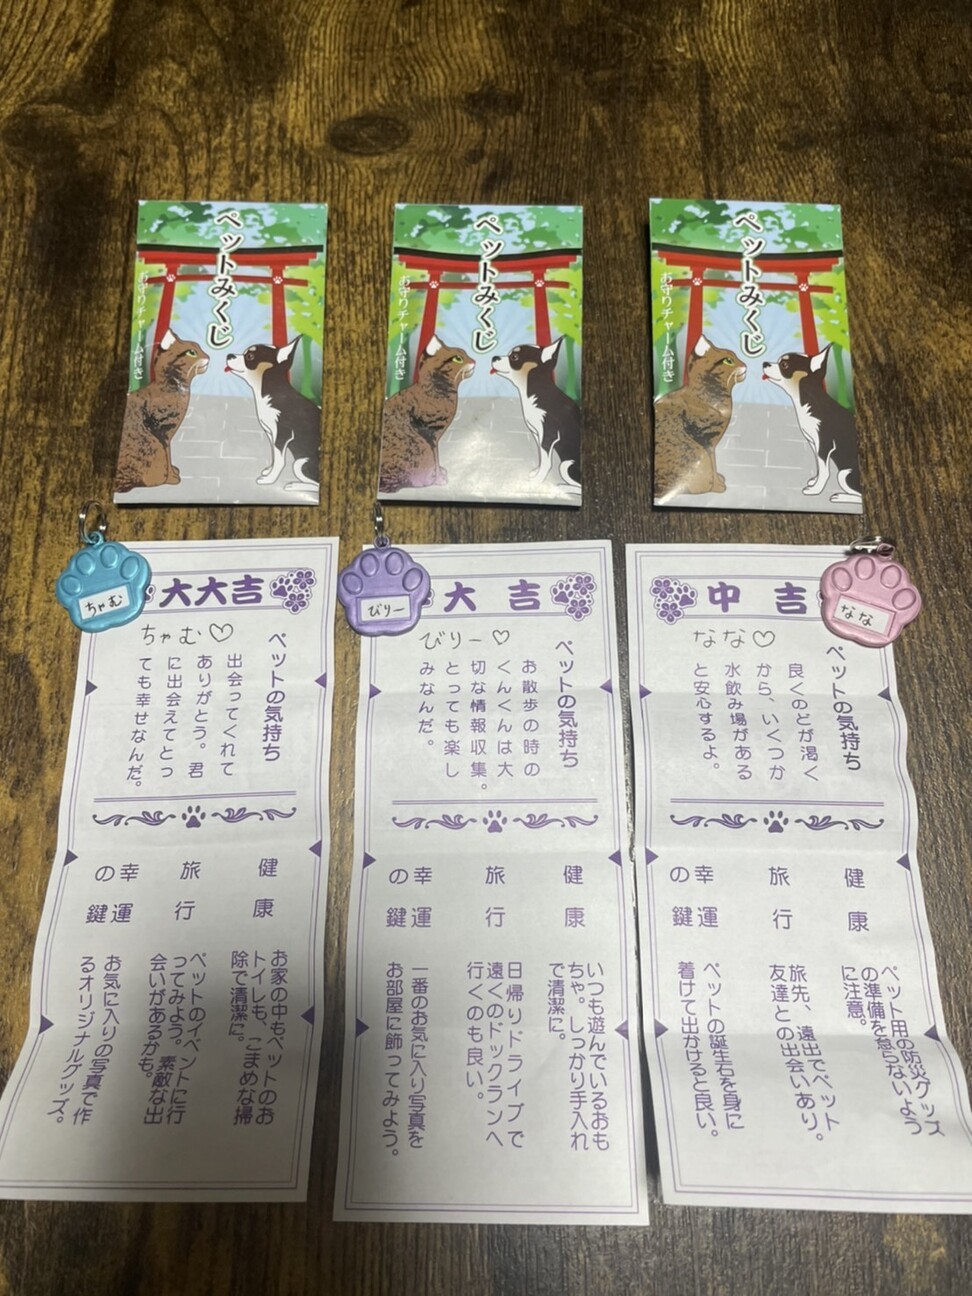 ペットみくじ
お守りチャーム付き
ペットみくじ
お守りチャーム付き
ペットみくじ
お守りチャーム付き
ちゃむ
大大吉
ちゃむ♡
ペットの気持ち
出会ってくれて
ありがとう。君
に出会えてとっ
ても幸せなんだ。
健康
お家の中もペットのお
トイレも、こまめな掃
除で清潔に。
旅行
ペットのイベントに行
ってみよう。素敵な出
会いがあるかも。
幸運
の鍵
お気に入りの写真で作
るオリジナルグッズ。
びりー
大吉
びりー♡
ペットの気持ち
お散歩の時の
くんくんは大
切な情報収集。
とっても楽し
みなんだ。
健康
いつも遊んでいるおも
ちゃ。しっかり手入れ
で清潔に。
旅行
日帰りドライブで
遠くのドックランへ
行くのも良い。
幸運
の鍵
一番のお気に入り写真を
お部屋に飾ってみよう。
なな
中吉
なな♡
ペットの気持ち
良くのどが渇く
から、いくつか
水飲み場がある
と安心するよ。
健康
ペット用の防災グッズ
の準備を怠らないよう
に注意。
旅行
旅先、遠出でペット
友達との出会いあり。
幸運
の鍵
ペットの誕生石を身に
着けて出かけると良い。